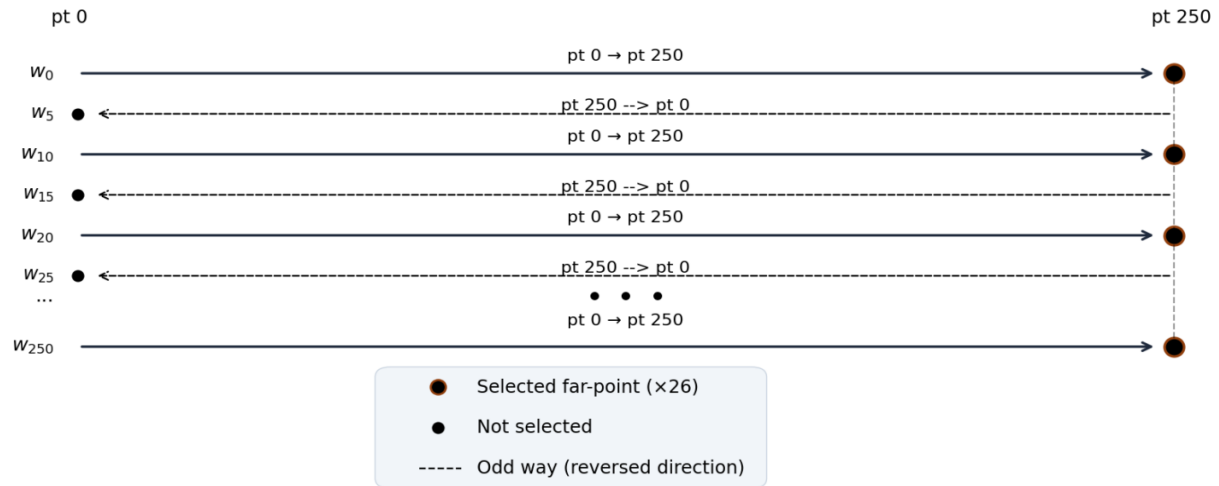 pt 0 pt 250
w₀ pt 0 → pt 250
w₅ pt 250 --> pt 0
w₁₀ pt 0 → pt 250
w₁₅ pt 250 --> pt 0
w₂₀ pt 0 → pt 250
w₂₅ pt 250 --> pt 0
...
w₂₅₀ pt 0 → pt 250
Selected far-point (×26)
Not selected
Odd way (reversed direction)